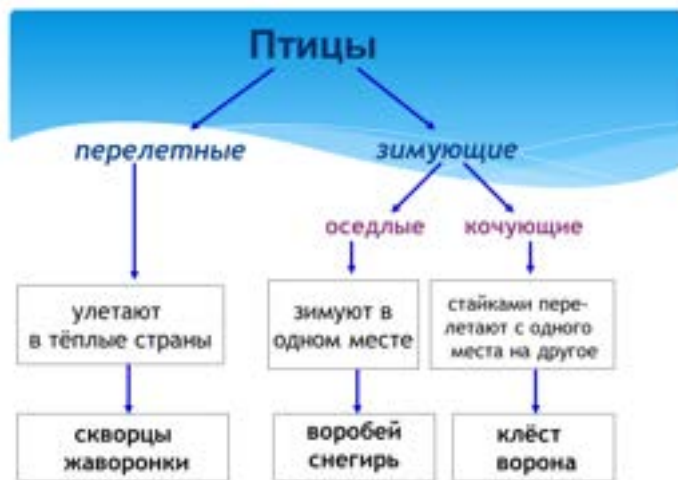 Птицы
перелетные
зимующие
оседлые
кочующие
улетают
в тёплые страны
зимуют в
одном месте
стайками пере-
летают с одного
места на другое
скворцы
жаворонки
воробей
снегирь
клёст
ворона